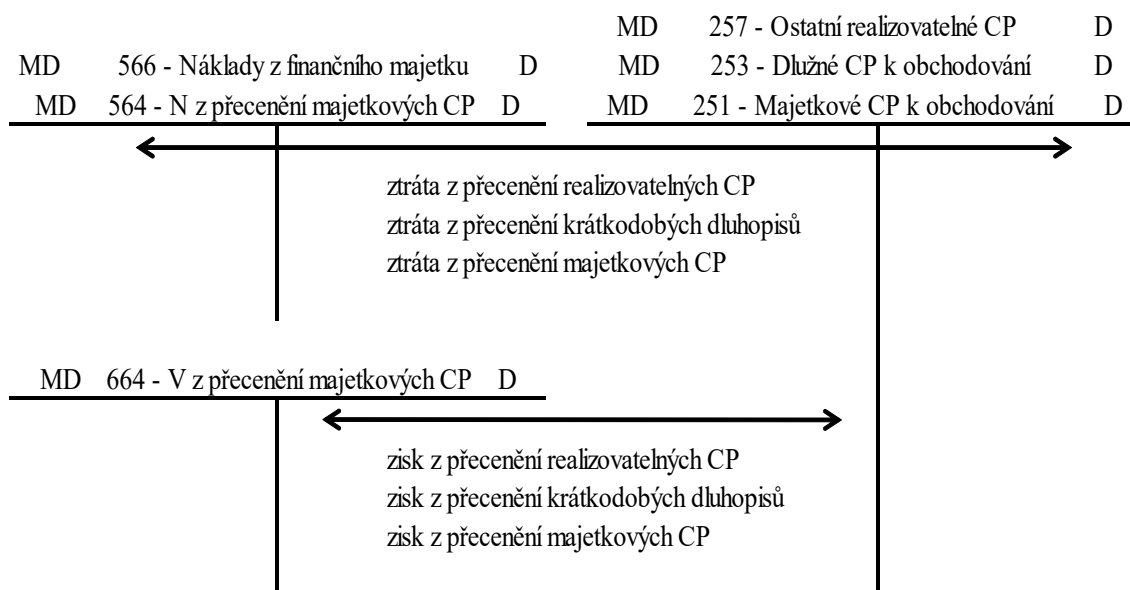 MD 257 - Ostatní realizovatelné CP D
MD 566 - Náklady z finančního majetku D MD 253 - Dlužné CP k obchodování D
MD 564 - N z přecenění majetkových CP D MD 251 - Majetkové CP k obchodování D
ztráta z přecenění realizovatelných CP
ztráta z přecenění krátkodobých dluhopisů
ztráta z přecenění majetkových CP
MD 664 - V z přecenění majetkových CP D
zisk z přecenění realizovatelných CP
zisk z přecenění krátkodobých dluhopisů
zisk z přecenění majetkových CP